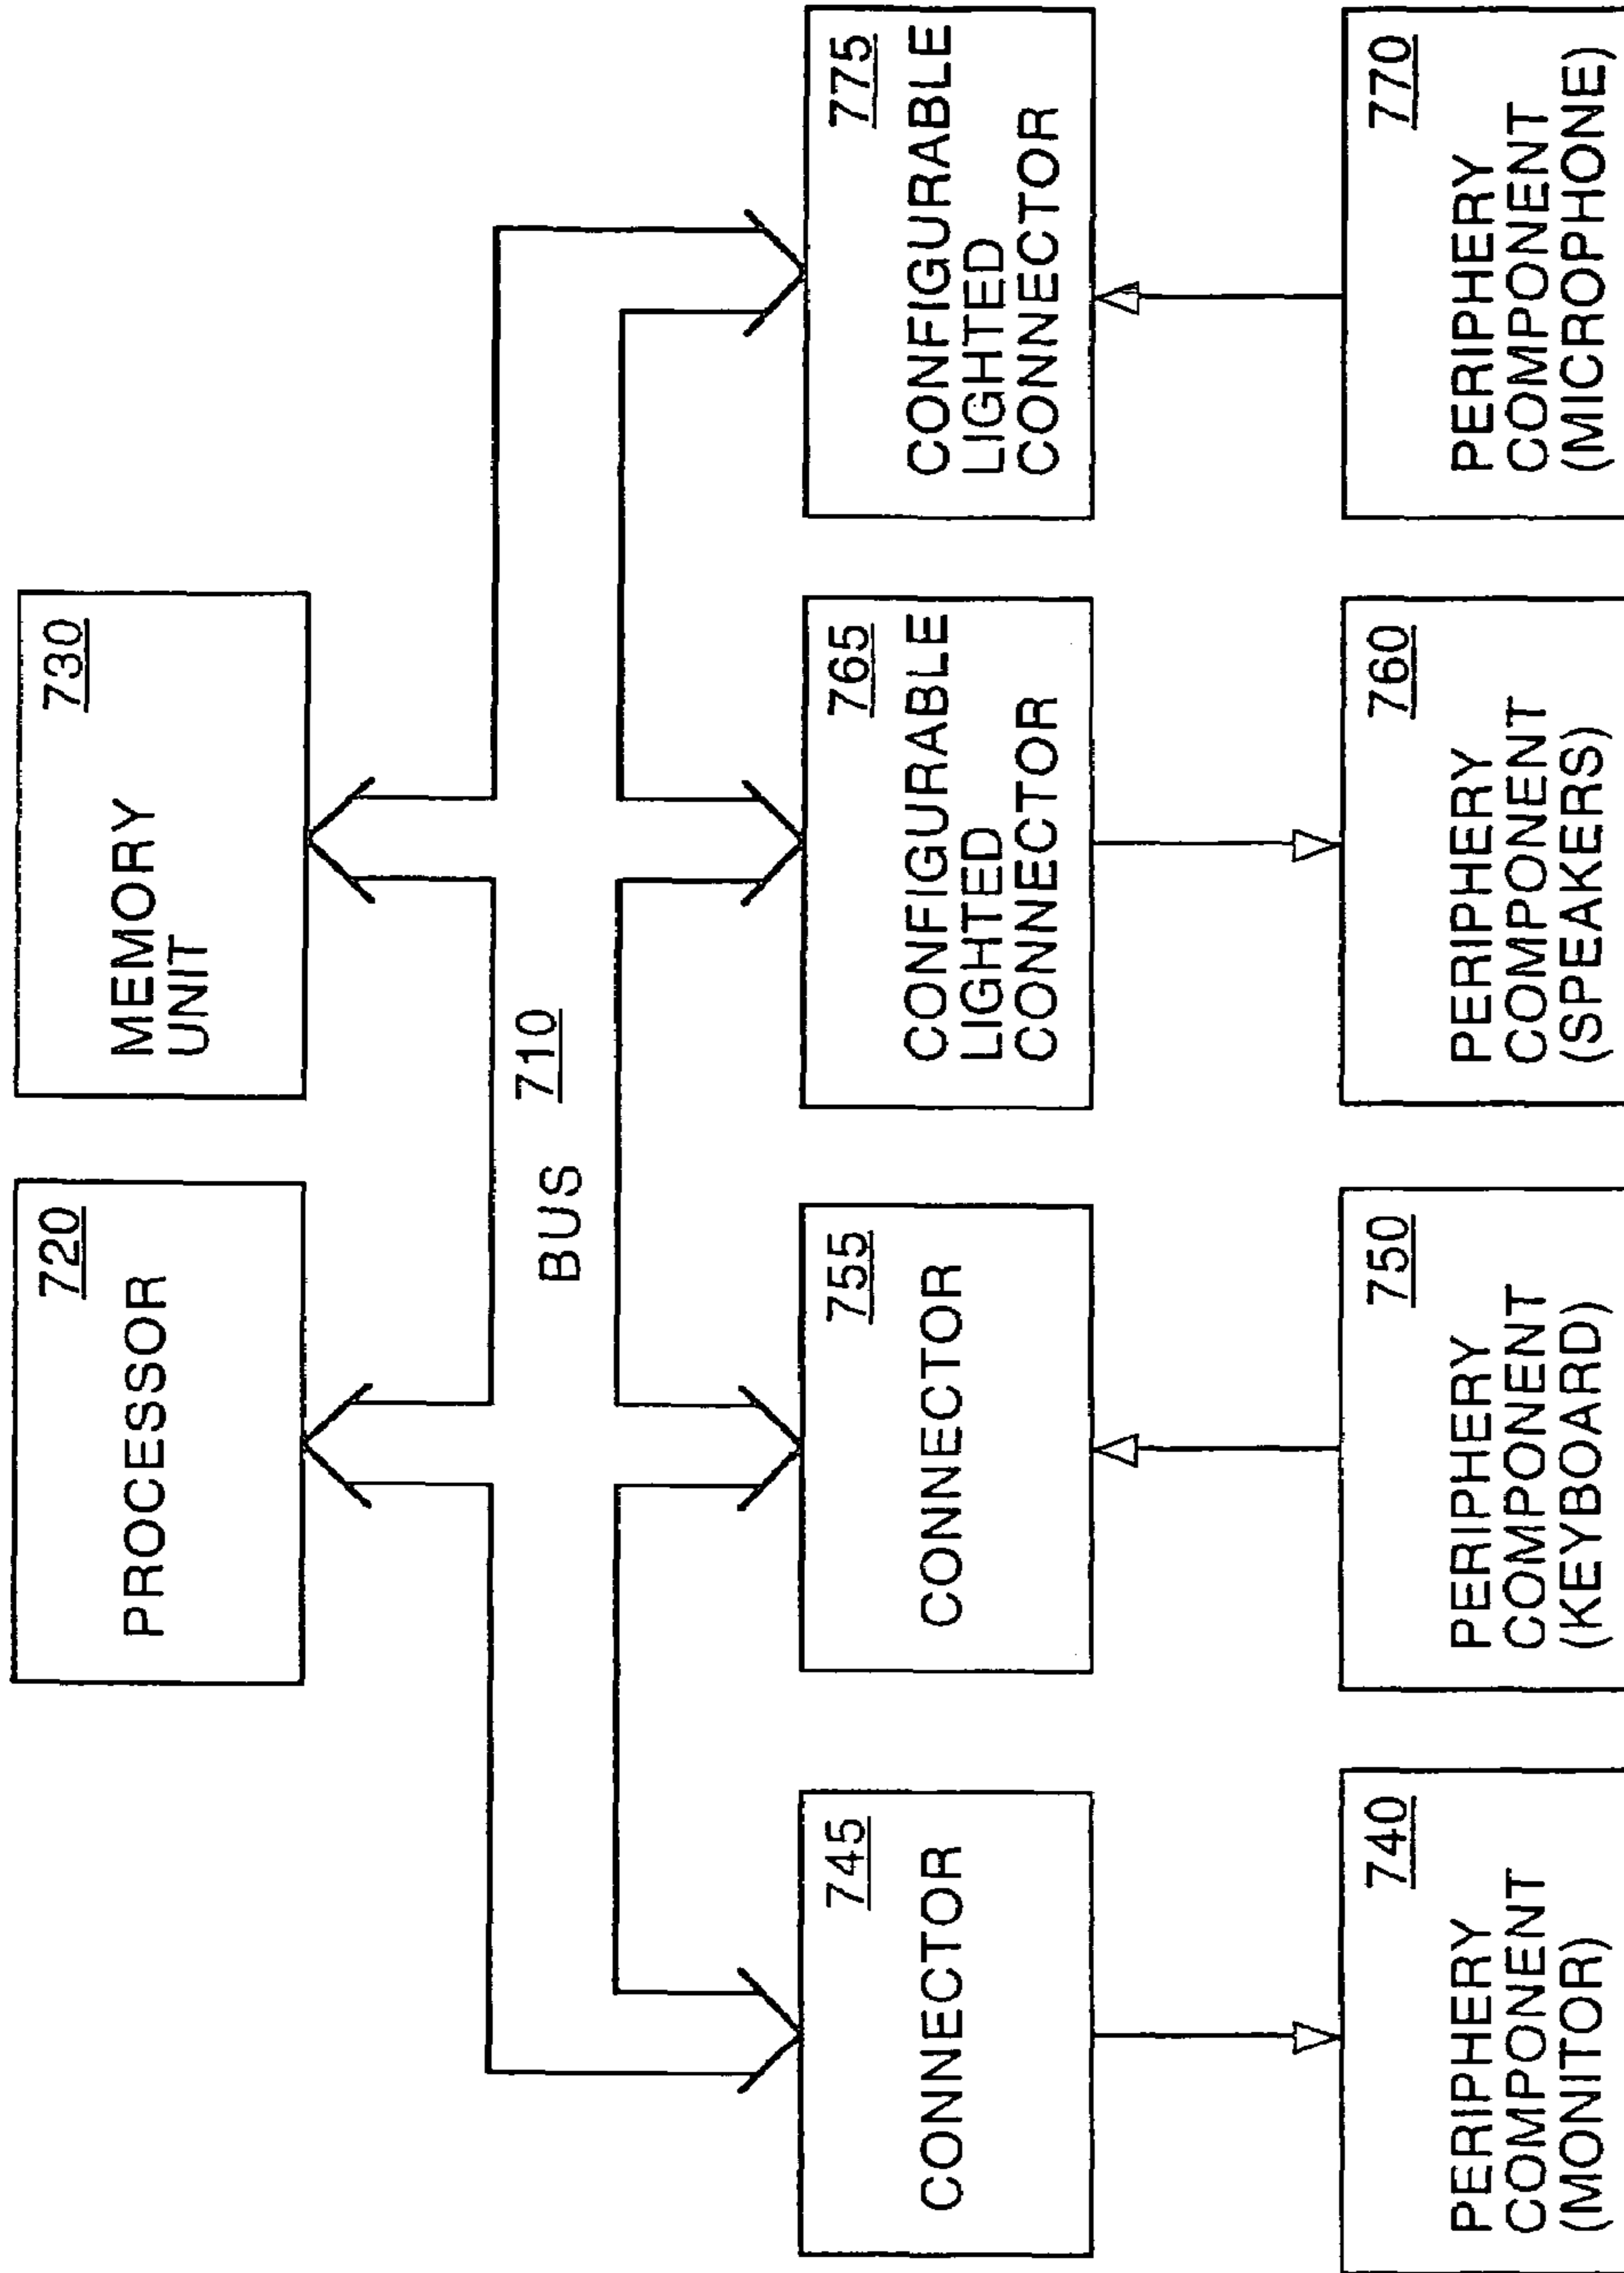 720
PROCESSOR
730
MEMORY
UNIT
BUS 710
745
CONNECTOR
755
CONNECTOR
765
CONFIGURABLE
LIGHTED
CONNECTOR
775
CONFIGURABLE
LIGHTED
CONNECTOR
740
PERIPHERY
COMPONENT
(MONITOR)
750
PERIPHERY
COMPONENT
(KEYBOARD)
760
PERIPHERY
COMPONENT
(SPEAKERS)
770
PERIPHERY
COMPONENT
(MICROPHONE)